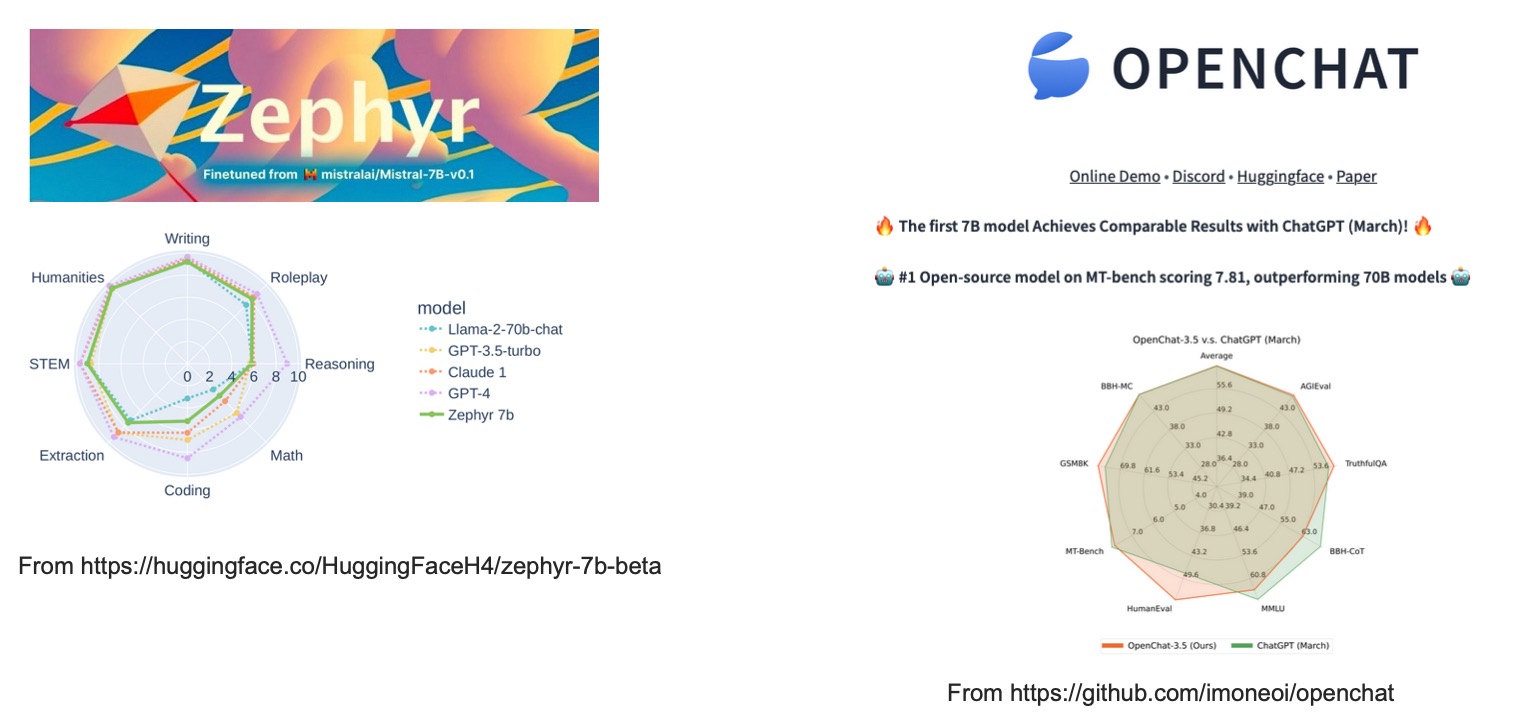 Zephyr
Finetuned from mistralai/Mistral-7B-v0.1
Writing
Humanities
Roleplay
STEM
Reasoning
0 2 4 6 8 10
Extraction
Math
Coding
model
Llama-2-70b-chat
GPT-3.5-turbo
Claude 1
GPT-4
Zephyr 7b
From https://huggingface.co/HuggingFaceH4/zephyr-7b-beta
OPENCHAT
Online Demo • Discord • Huggingface • Paper
🔥 The first 7B model Achieves Comparable Results with ChatGPT (March)! 🔥
🤖 #1 Open-source model on MT-bench scoring 7.81, outperforming 70B models 🤖
OpenChat-3.5 v.s. ChatGPT (March)
Average
BBH-MC
AGIEval
55.6
43.0 43.0
49.2
38.0 38.0
42.8
33.0 33.0
GSM8K
TruthfulQA
36.4
28.0 28.0
69.8 61.6 53.4 45.2
34.4 40.8 47.2 53.6
4.0 39.0
5.0 30.4 39.2 47.0
6.0 55.0
7.0 36.8 46.4 63.0
MT-Bench
BBH-CoT
43.2 53.6
49.6 60.8
HumanEval
MMLU
OpenChat-3.5 (Ours) ChatGPT (March)
From https://github.com/imoneoi/openchat